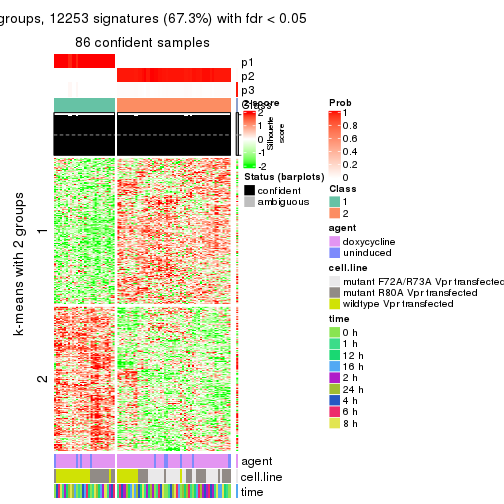 groups, 12253 signatures (67.3%) with fdr < 0.05
86 confident samples
p1
p2
p3
Class
z-score
2
1
0
-1
-2
Silhouette
score
Status (barplots)
confident
ambiguous
Prob
1
0.8
0.6
0.4
0.2
0
Class
1
2
agent
doxycycline
uninduced
cell.line
mutant F72A/R73A Vpr transfected
mutant R80A Vpr transfected
wildtype Vpr transfected
time
0 h
1 h
12 h
16 h
2 h
24 h
4 h
6 h
8 h
k-means with 2 groups
1
2
agent
cell.line
time